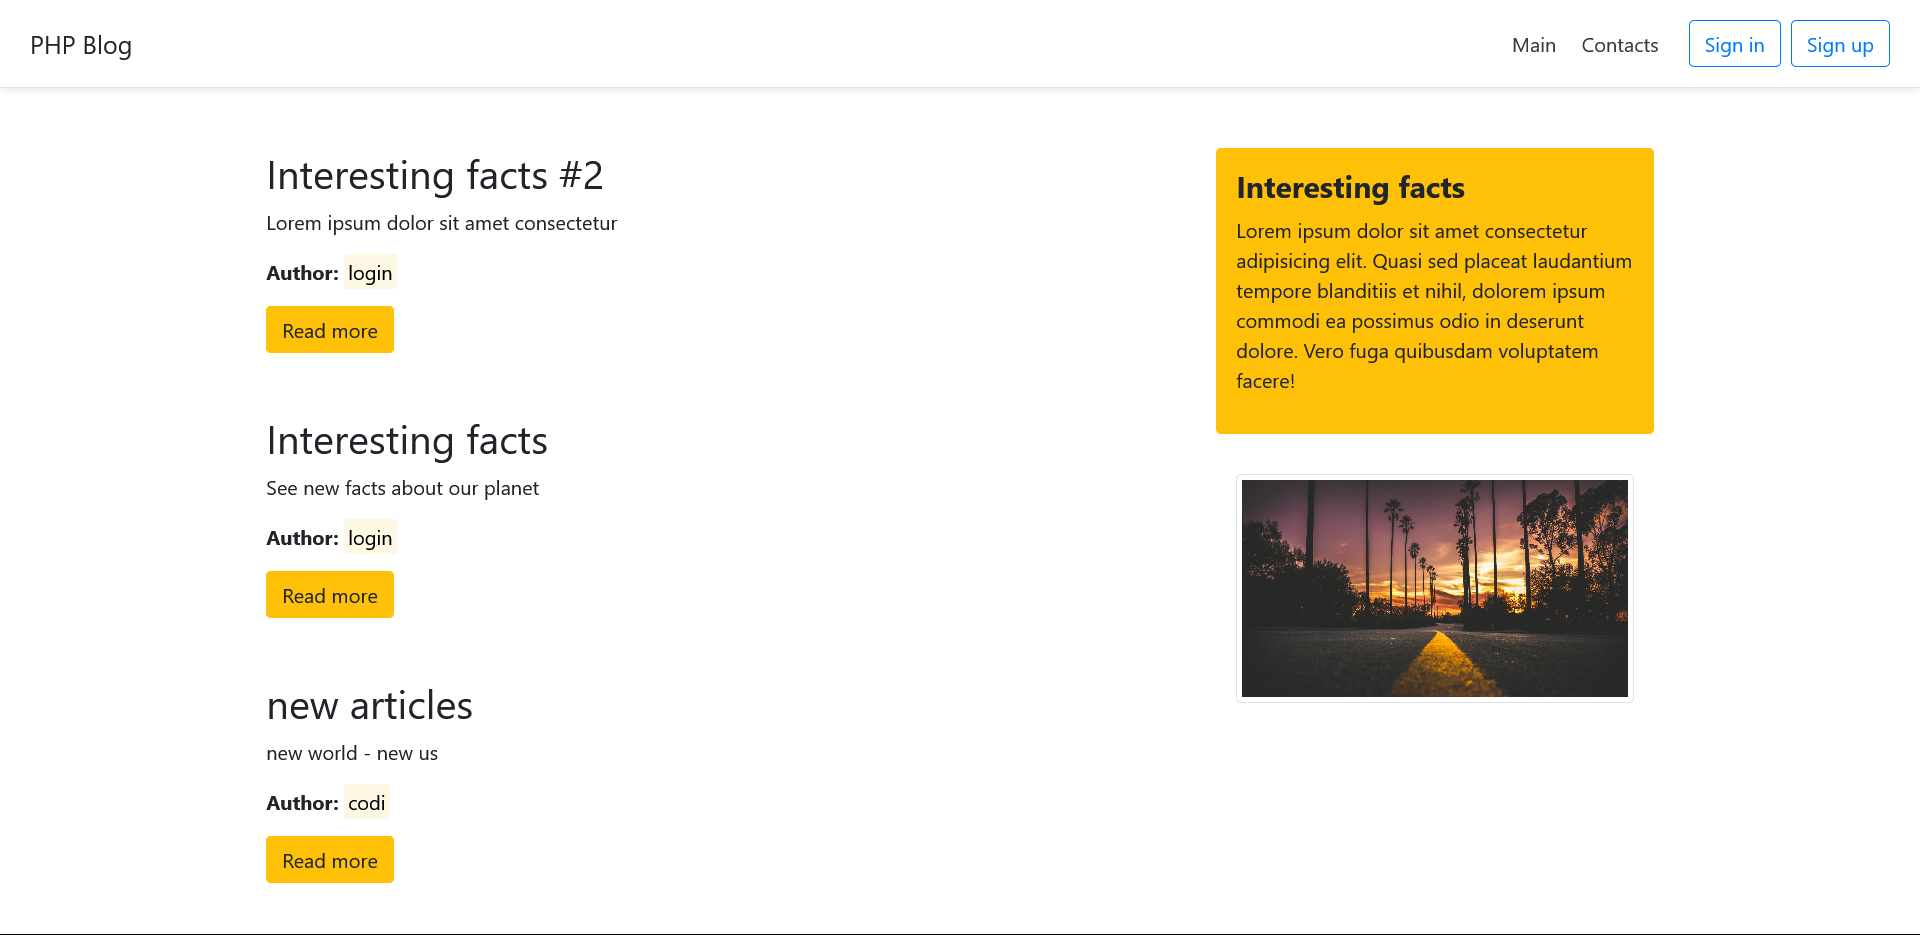 PHP Blog
Main
Contacts
Sign in
Sign up
Interesting facts #2
Lorem ipsum dolor sit amet consectetur
Author: login
Read more
Interesting facts
See new facts about our planet
Author: login
Read more
new articles
new world - new us
Author: codi
Read more
Interesting facts
Lorem ipsum dolor sit amet consectetur
adipisicing elit. Quasi sed placeat laudantium
tempore blanditiis et nihil, dolorem ipsum
commodi ea possimus odio in deserunt
dolore. Vero fuga quibusdam voluptatem
facere!